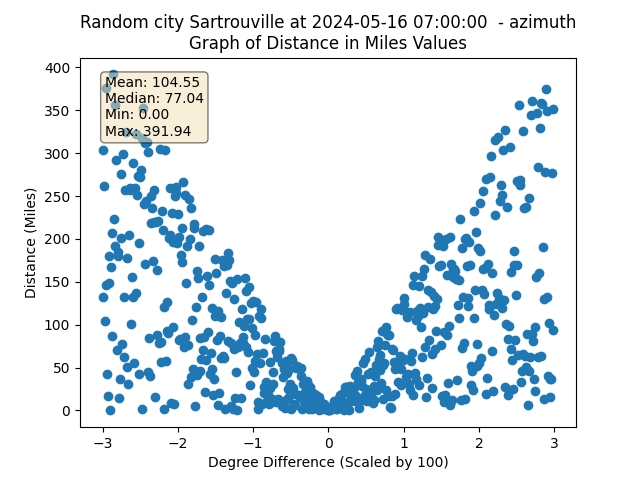 Random city Sartrouville at 2024-05-16 07:00:00 - azimuth
Graph of Distance in Miles Values
Mean: 104.55
Median: 77.04
Min: 0.00
Max: 391.94
Distance (Miles)
400
350
300
250
200
150
100
50
0
−3
−2
−1
0
1
2
3
Degree Difference (Scaled by 100)